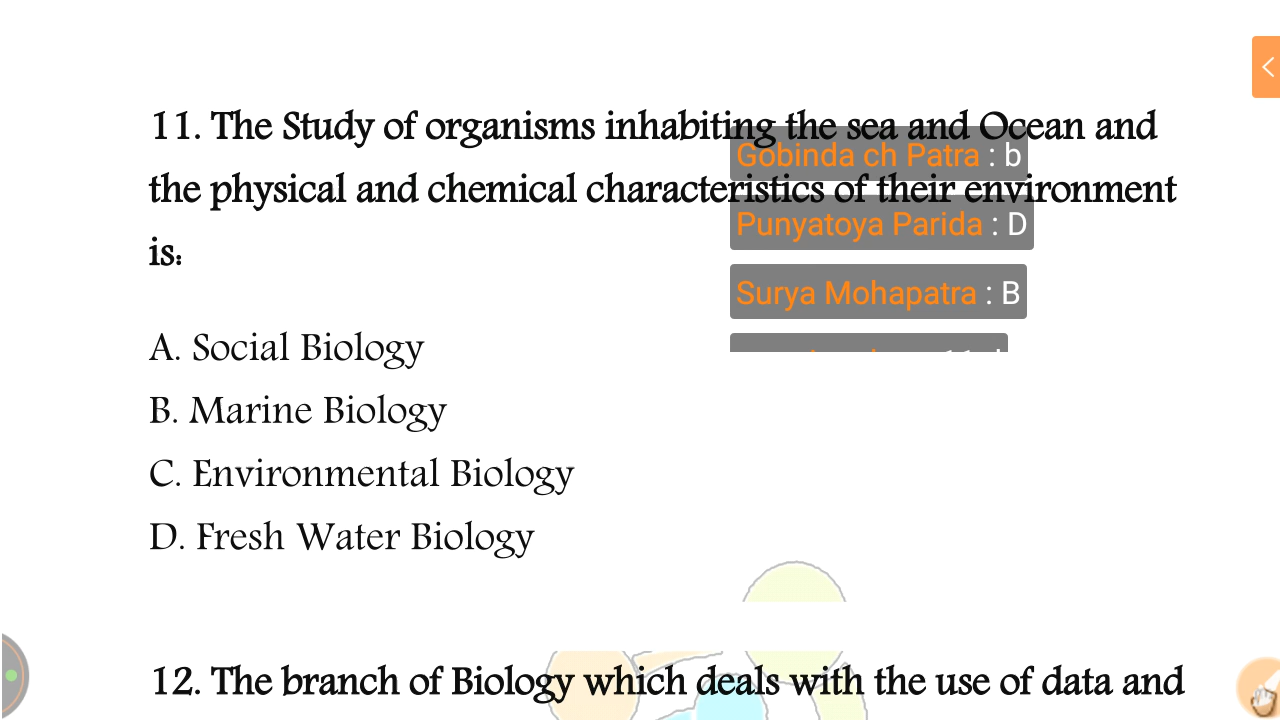 11. The Study of organisms inhabiting the sea and Ocean and
the physical and chemical characteristics of their environment
is:
Gobinda ch Patra : b
Punyatoya Parida : D
Surya Mohapatra : B
A. Social Biology
B. Marine Biology
C. Environmental Biology
D. Fresh Water Biology
12. The branch of Biology which deals with the use of data and